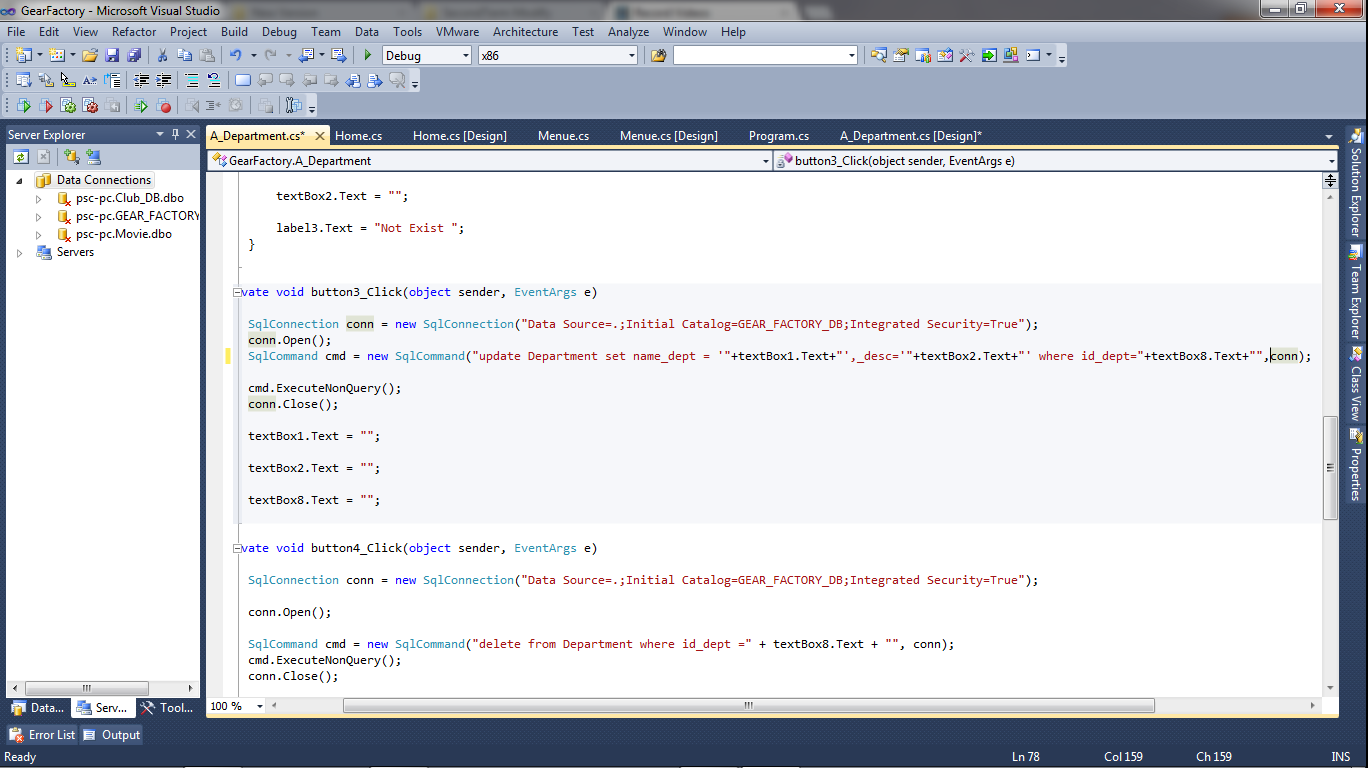 GearFactory - Microsoft Visual Studio
File Edit View Refactor Project Build Debug Team Data Tools VMware Architecture Test Analyze Window Help
Debug x86
Server Explorer
Data Connections
psc-pc.Club_DB.dbo
psc-pc.GEAR_FACTORY
psc-pc.Movie.dbo
Servers
A_Department.cs* Home.cs Home.cs [Design] Menue.cs Menue.cs [Design] Program.cs A_Department.cs [Design]*
GearFactory.A_Department button3_Click(object sender, EventArgs e)
textBox2.Text = "";
label3.Text = "Not Exist ";
}
vate void button3_Click(object sender, EventArgs e)
SqlConnection conn = new SqlConnection("Data Source=.;Initial Catalog=GEAR_FACTORY_DB;Integrated Security=True");
conn.Open();
SqlCommand cmd = new SqlCommand("update Department set name_dept = '"+textBox1.Text+"',_desc='"+textBox2.Text+"' where id_dept="+textBox8.Text+"",conn);
cmd.ExecuteNonQuery();
conn.Close();
textBox1.Text = "";
textBox2.Text = "";
textBox8.Text = "";
vate void button4_Click(object sender, EventArgs e)
SqlConnection conn = new SqlConnection("Data Source=.;Initial Catalog=GEAR_FACTORY_DB;Integrated Security=True");
conn.Open();
SqlCommand cmd = new SqlCommand("delete from Department where id_dept =" + textBox8.Text + "", conn);
cmd.ExecuteNonQuery();
conn.Close();
100 %
Solution Explorer
Team Explorer
Class View
Properties
Data... Serv... Tool...
Error List Output
Ready Ln 78 Col 159 Ch 159 INS